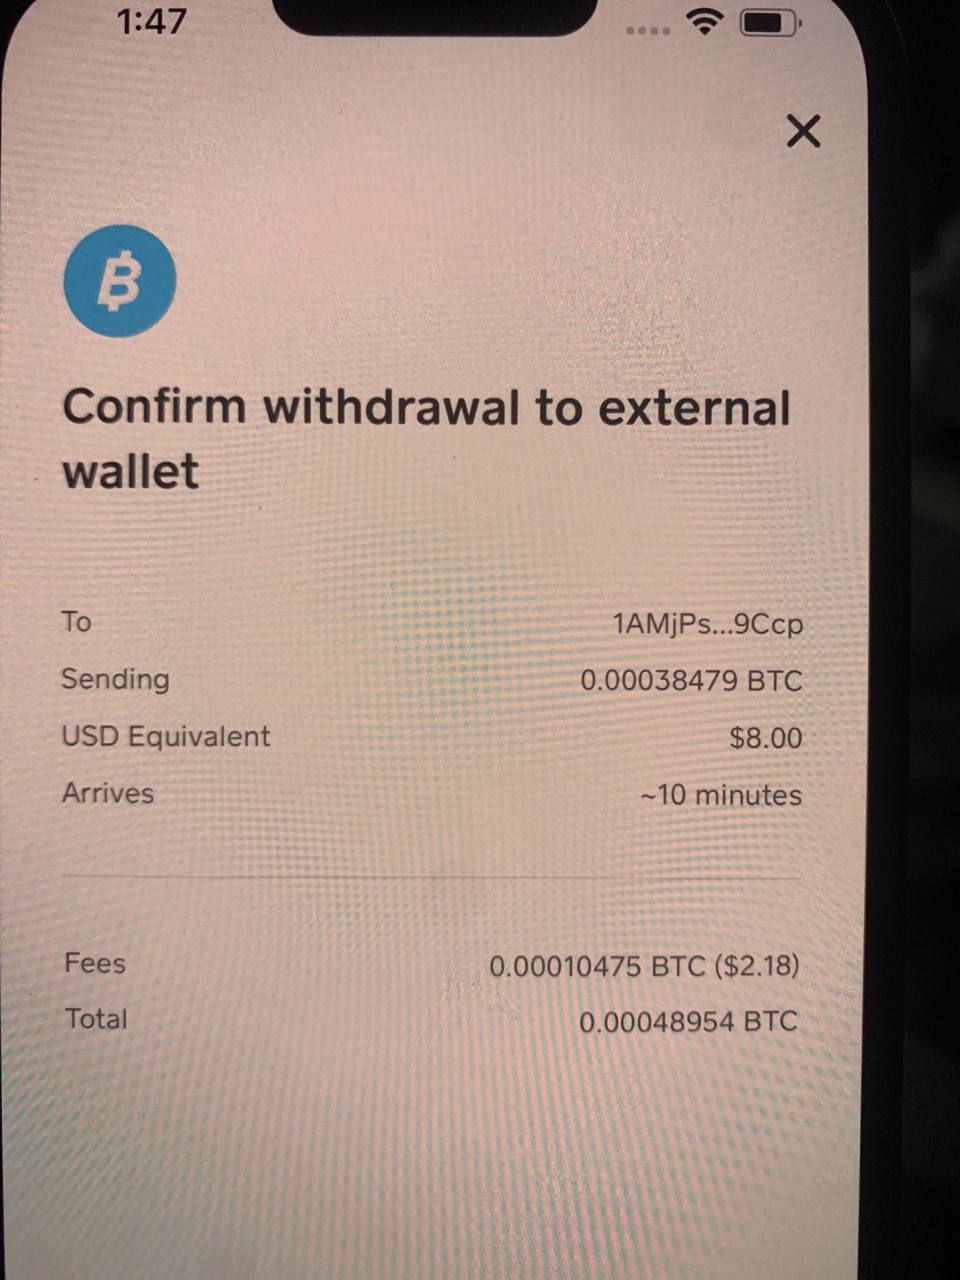 1:47
Confirm withdrawal to external
wallet
To 1AMjPs...9Ccp
Sending 0.00038479 BTC
USD Equivalent $8.00
Arrives ~10 minutes
Fees 0.00010475 BTC ($2.18)
Total 0.00048954 BTC